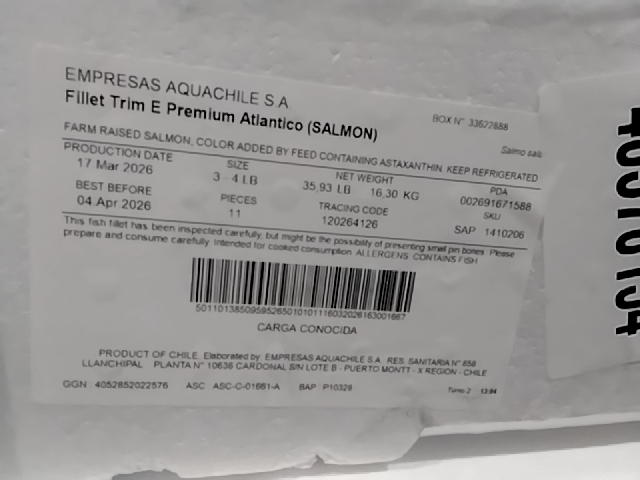 EMPRESAS AQUACHILE S.A.
Fillet Trim E Premium Atlantico (SALMON)
BOX N° 33622688
Salmo sala
FARM RAISED SALMON, COLOR ADDED BY FEED CONTAINING ASTAXANTHIN. KEEP REFRIGERATED
PRODUCTION DATE SIZE NET WEIGHT PDA
17 Mar 2026 3 - 4 LB 35,93 LB 16,30 KG 002691671588
BEST BEFORE PIECES TRACING CODE SKU
04 Apr 2026 11 120264126 SAP 1410206
This fish fillet has been inspected carefully, but might be the possibility of presenting small pin bones. Please
prepare and consume carefully. Intended for cooked consumption. ALLERGENS: CONTAINS FISH
CARGA CONOCIDA
PRODUCT OF CHILE. Elaborated by: EMPRESAS AQUACHILE S.A. RES. SANITARIA N° 658
LLANCHIPAL PLANTA N° 10636 CARDONAL S/N LOTE B - PUERTO MONTT - X REGION - CHILE
GGN : 4052852022576 ASC ASC-C-01661-A BAP : P10328
Turno 2